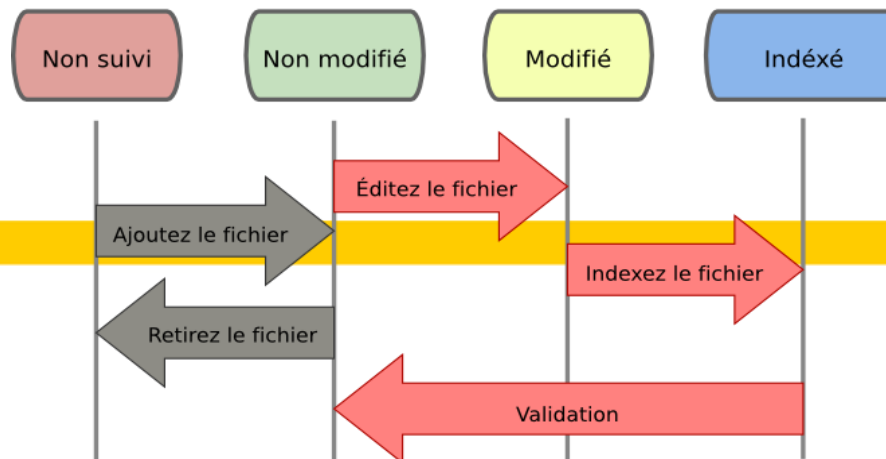 Non suivi
Non modifié
Modifié
Indéxé
Éditez le fichier
Ajoutez le fichier
Indexez le fichier
Retirez le fichier
Validation